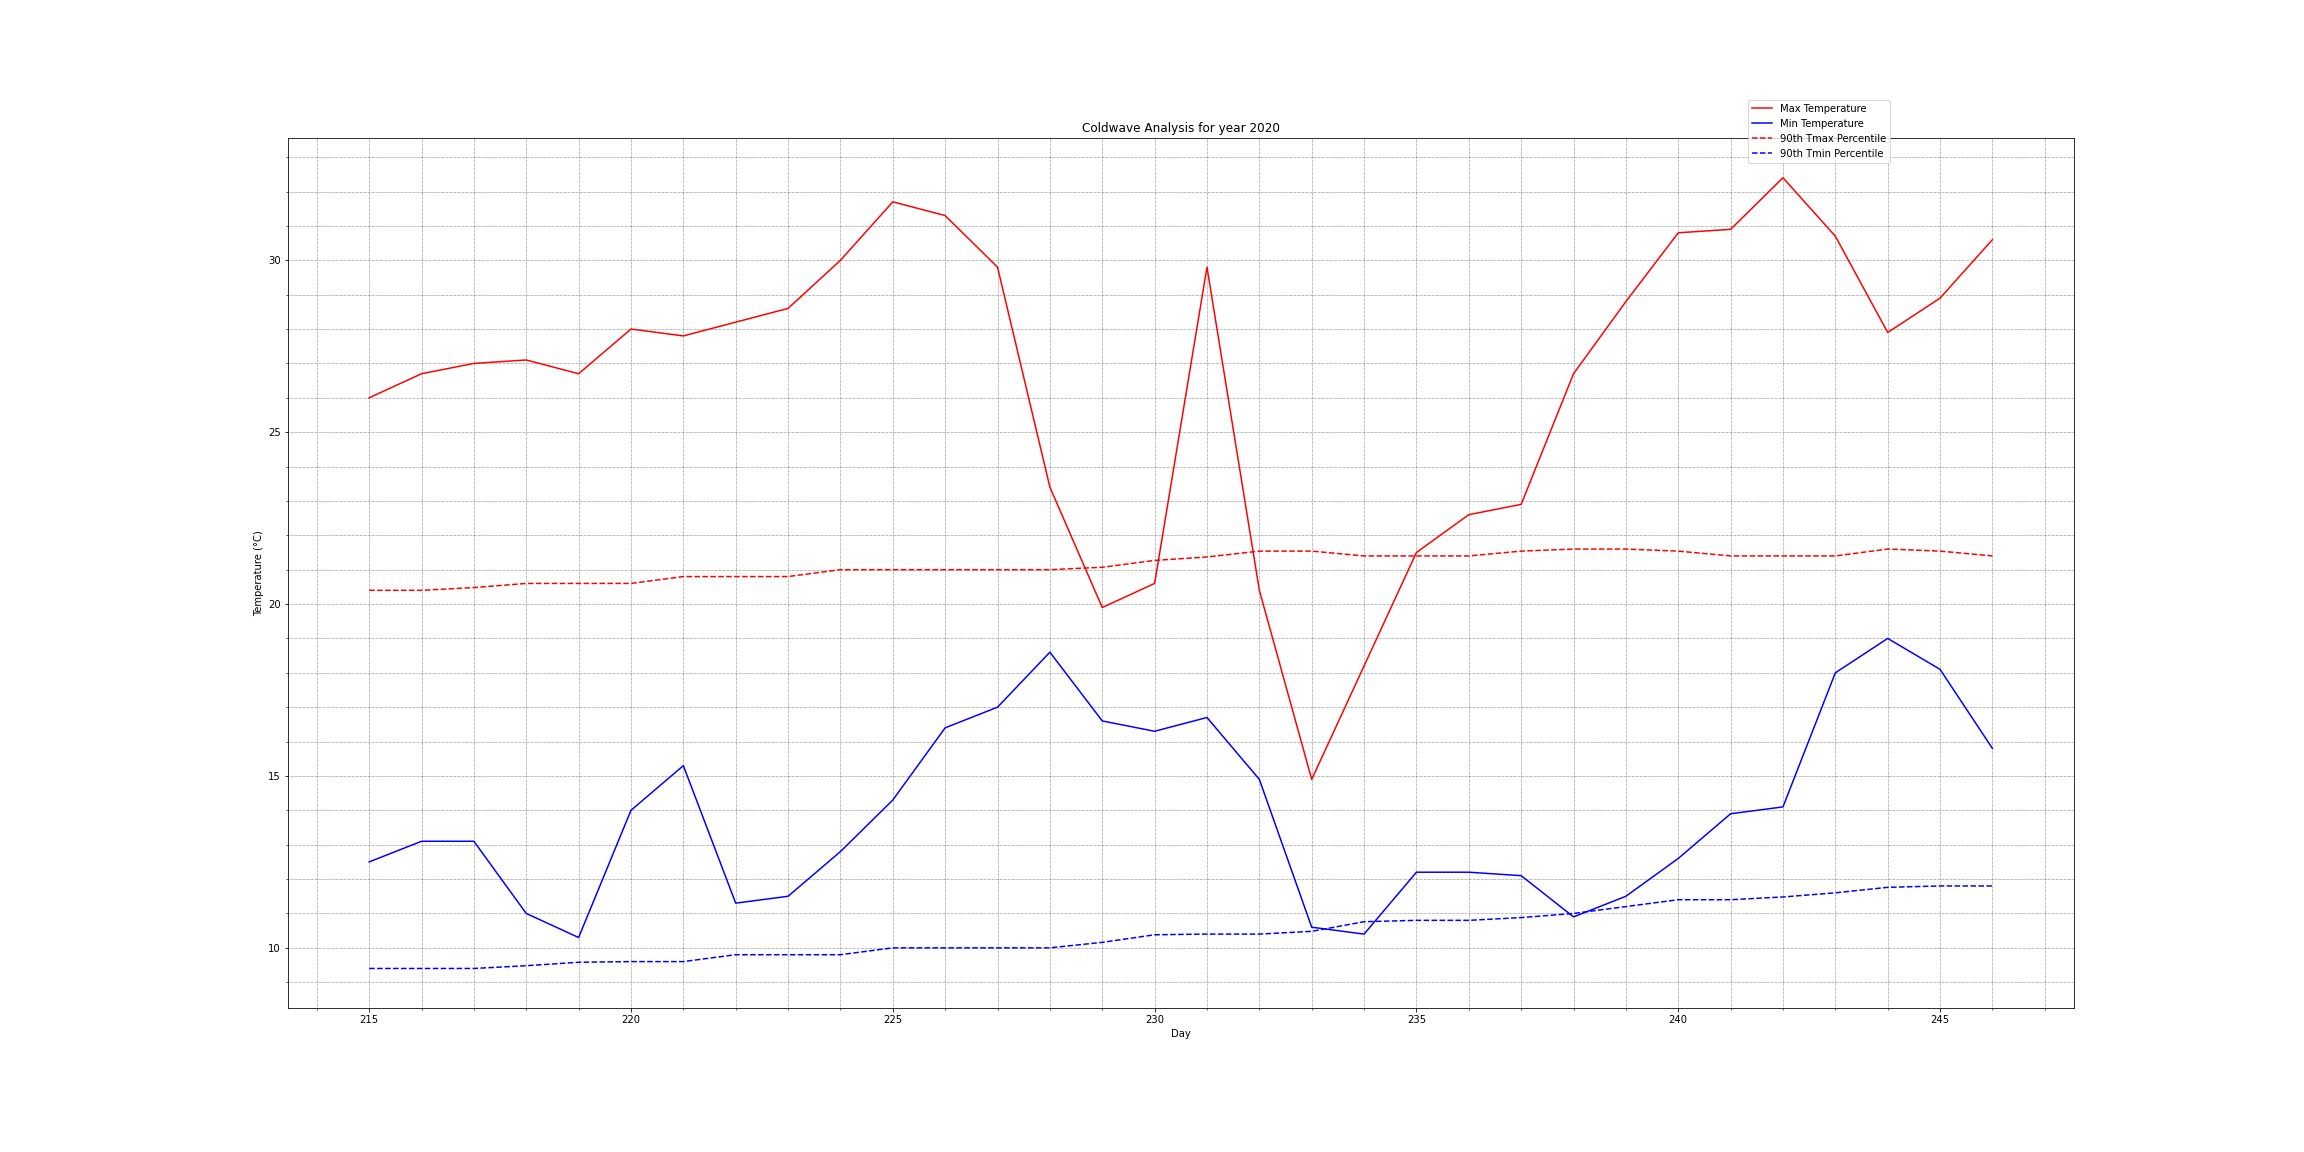 Coldwave Analysis for year 2020
Max Temperature
Min Temperature
90th Tmax Percentile
90th Tmin Percentile
Temperature (°C)
30
25
20
15
10
215 220 225 230 235 240 245
Day